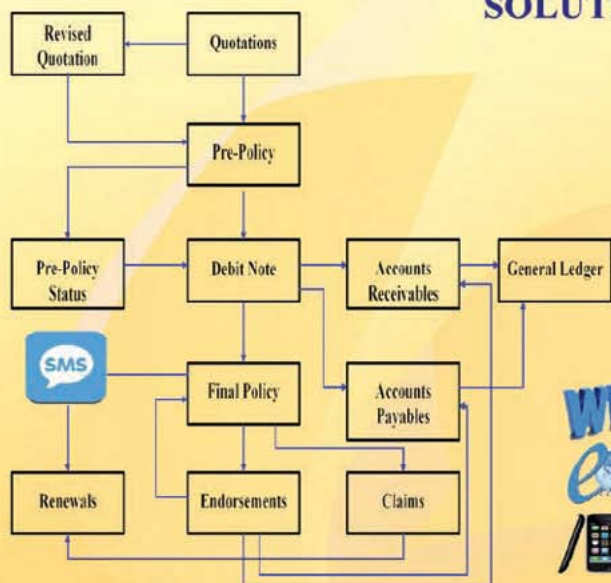 Revised
Quotation
Quotations
Pre-Policy
Pre-Policy
Status
Debit Note
Accounts
Receivables
General Ledger
SMS
Final Policy
Accounts
Payables
Renewals
Endorsements
Claims